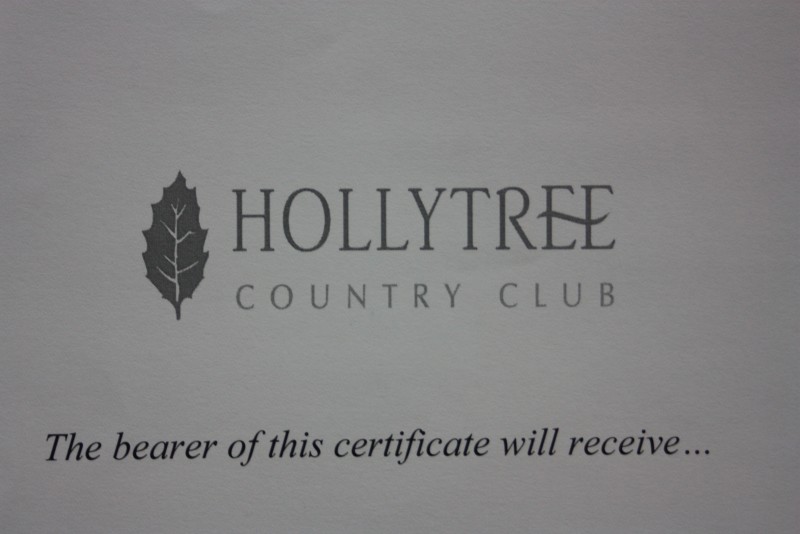 HOLLYTREE
COUNTRY CLUB
The bearer of this certificate will receive...